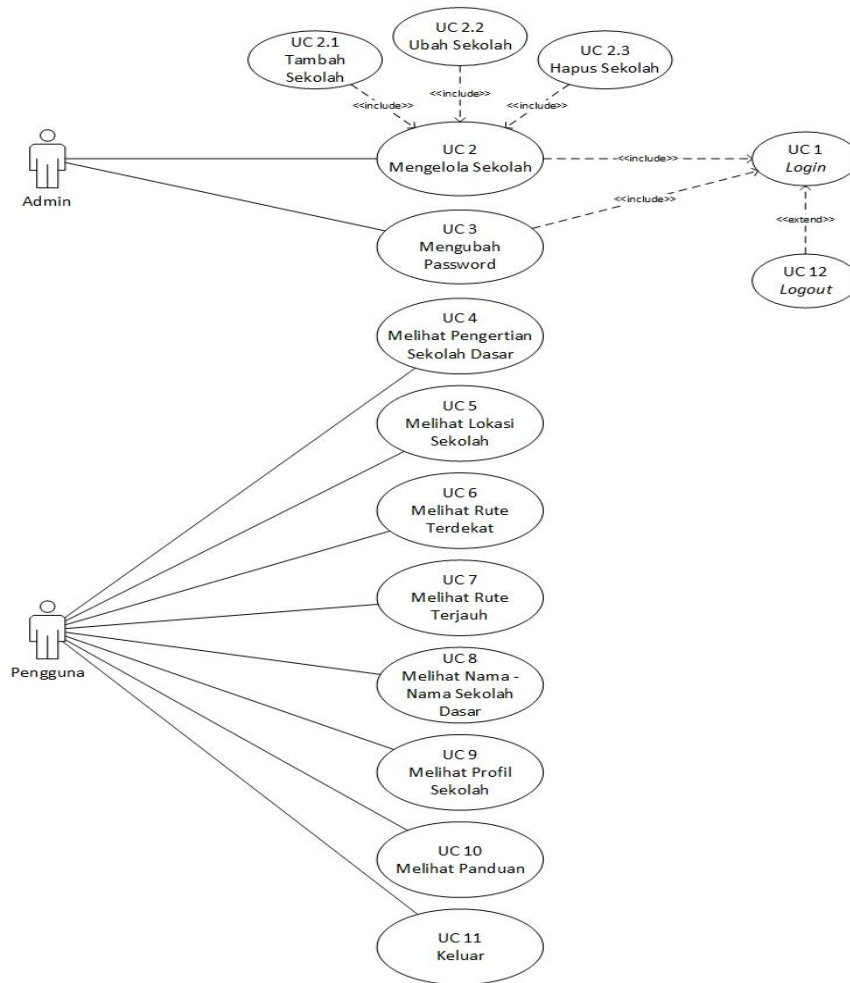 UC 2.1
Tambah
Sekolah
UC 2.2
Ubah Sekolah
UC 2.3
Hapus Sekolah
<<include>>
<<include>>
<<include>>
Admin
UC 2
Mengelola Sekolah
<<include>>
UC 1
Login
UC 3
Mengubah
Password
<<include>>
<<extend>>
UC 12
Logout
UC 4
Melihat Pengertian
Sekolah Dasar
UC 5
Melihat Lokasi
Sekolah
UC 6
Melihat Rute
Terdekat
UC 7
Melihat Rute
Terjauh
Pengguna
UC 8
Melihat Nama -
Nama Sekolah
Dasar
UC 9
Melihat Profil
Sekolah
UC 10
Melihat Panduan
UC 11
Keluar